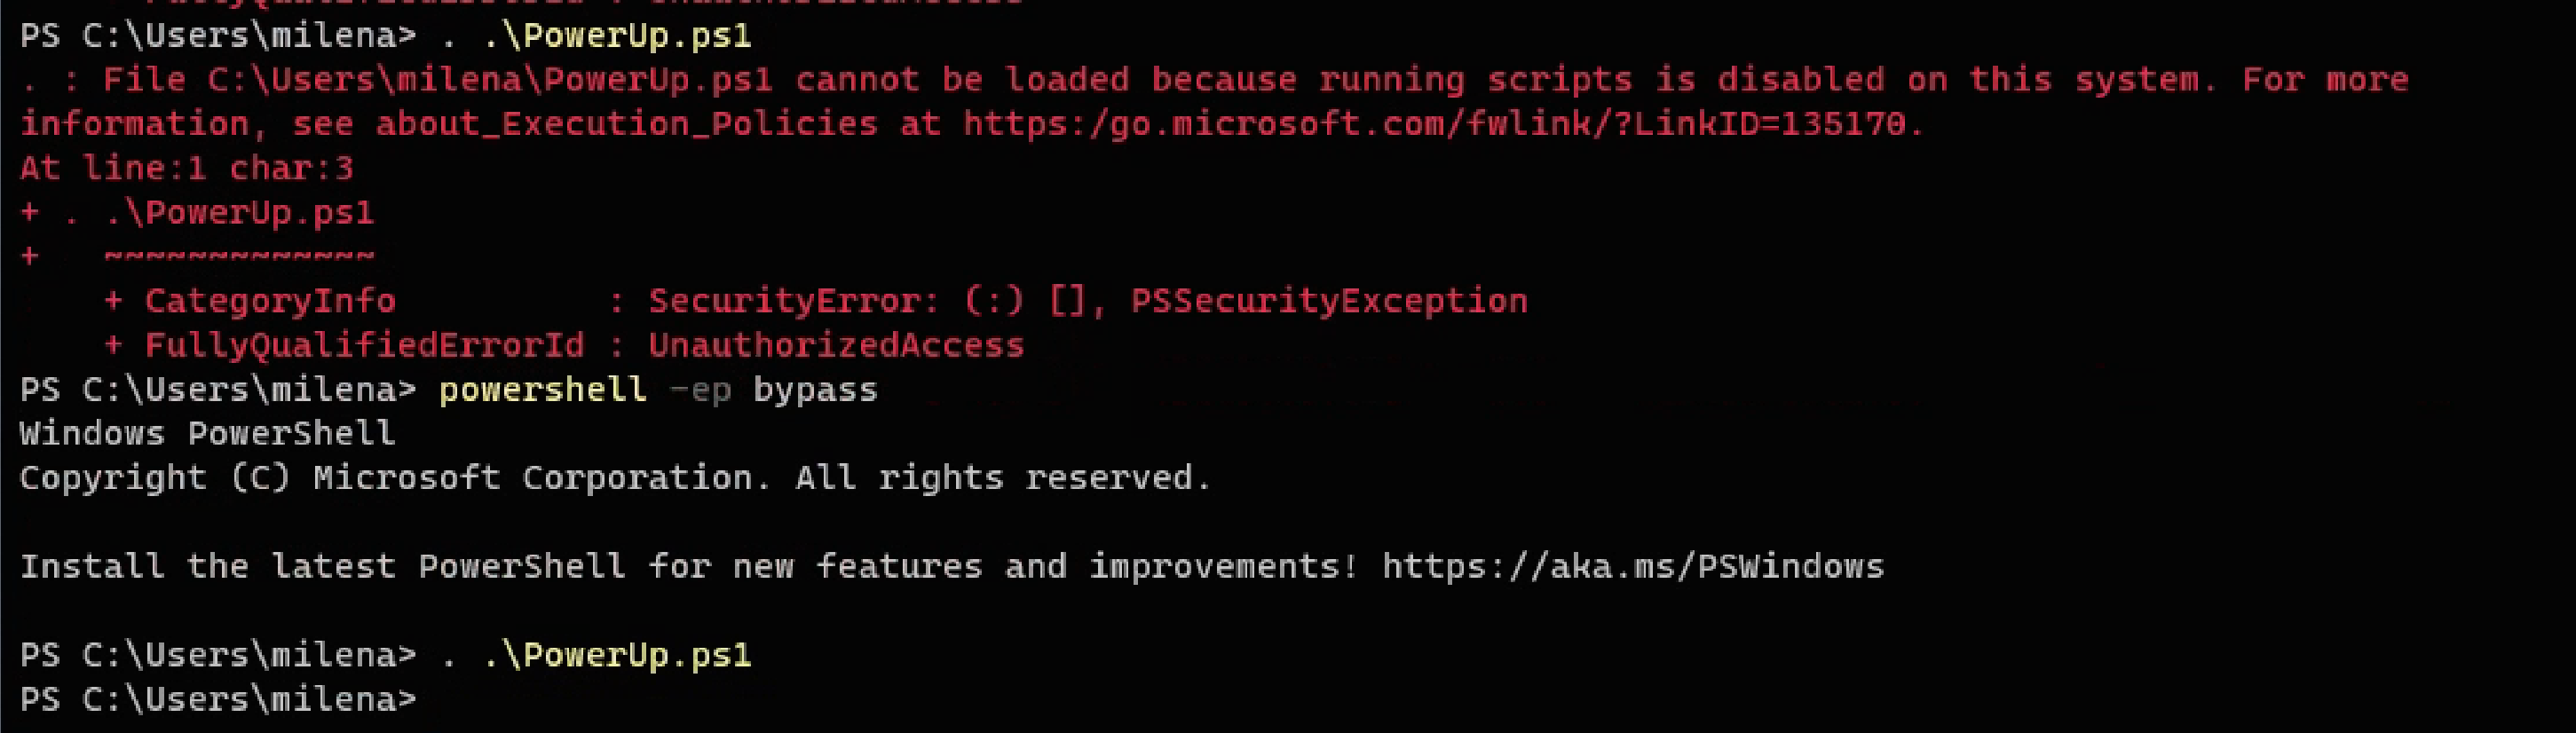 PS C:\Users\milena> . .\PowerUp.ps1
. : File C:\Users\milena\PowerUp.ps1 cannot be loaded because running scripts is disabled on this system. For more
information, see about_Execution_Policies at https:/go.microsoft.com/fwlink/?LinkID=135170.
At line:1 char:3
+ . .\PowerUp.ps1
+   ~~~~~~~~~~~~~
    + CategoryInfo          : SecurityError: (:) [], PSSecurityException
    + FullyQualifiedErrorId : UnauthorizedAccess
PS C:\Users\milena> powershell -ep bypass
Windows PowerShell
Copyright (C) Microsoft Corporation. All rights reserved.
Install the latest PowerShell for new features and improvements! https://aka.ms/PSWindows
PS C:\Users\milena> . .\PowerUp.ps1
PS C:\Users\milena>